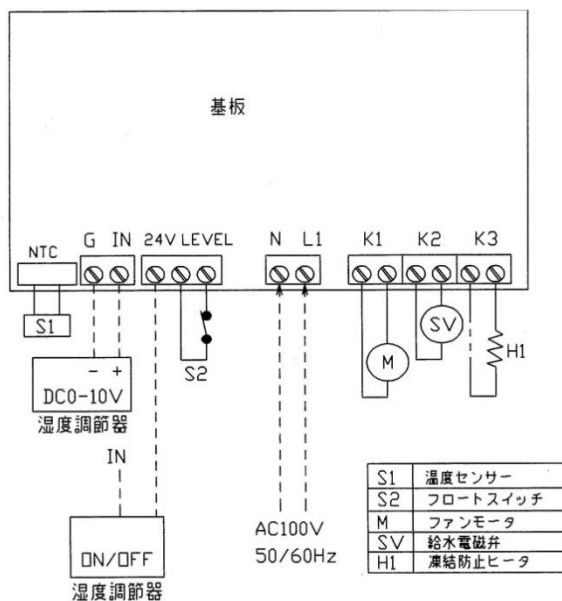 基板
NTC
G IN 24V LEVEL N L1 K1 K2 K3
S1
S2
M
SV
H1
- +
DC0-10V
湿度調節器
IN
ON/OFF
湿度調節器
AC100V
50/60Hz
S1 温度センサー
S2 フロートスイッチ
M ファンモータ
SV 給水電磁弁
H1 凍結防止ヒータ